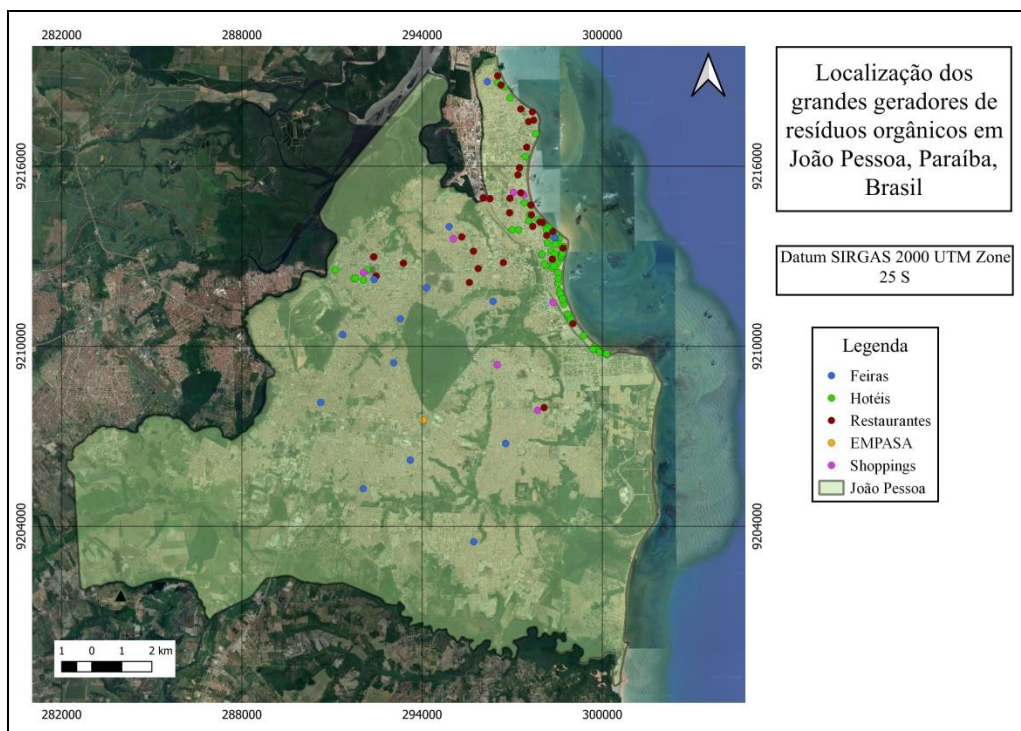 282000 288000 294000 300000
Localização dos
grandes geradores de
resíduos orgânicos em
João Pessoa, Paraíba,
Brasil
9216000 9216000
Datum SIRGAS 2000 UTM Zone
25 S
9210000 9210000
Legenda
Feiras
Hotéis
Restaurantes
EMPASA
Shoppings
João Pessoa
9204000 9204000
1 0 1 2 km
282000 288000 294000 300000